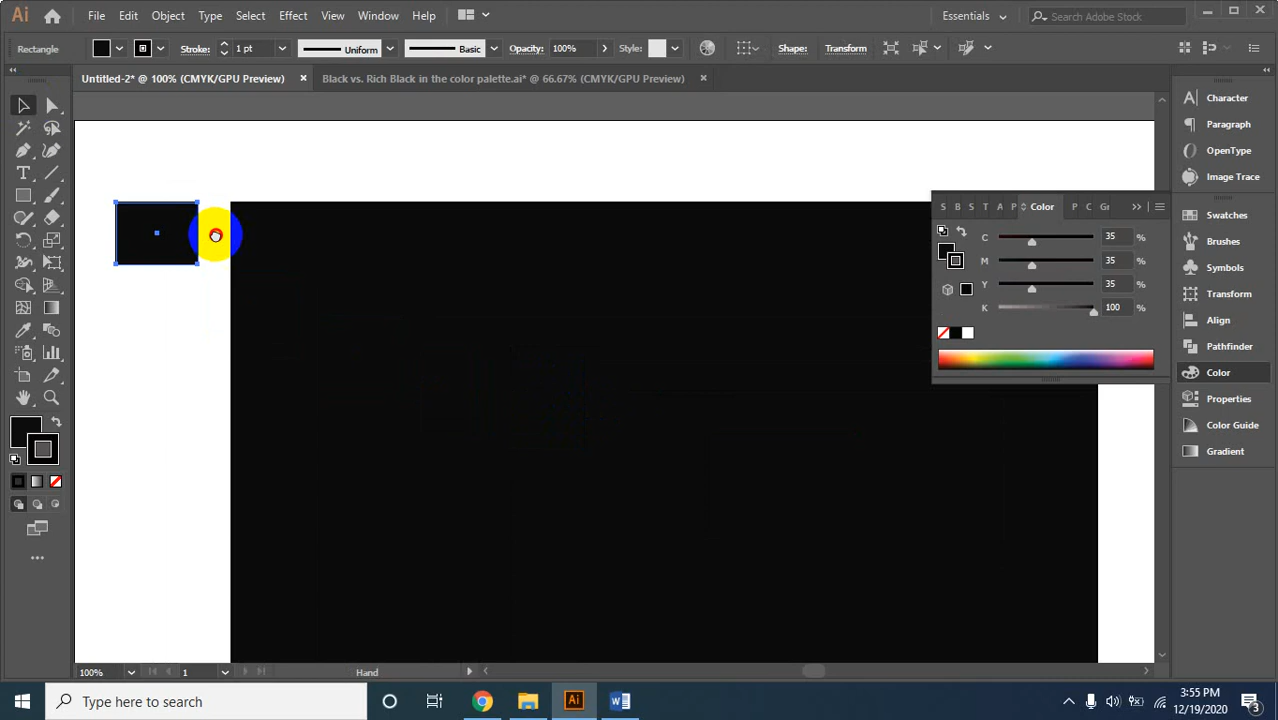 Ai File Edit Object Type Select Effect View Window Help Essentials Search Adobe Stock
Rectangle Stroke: 1 pt Uniform Basic Opacity: 100% Style: Shape: Transform
Untitled-2* @ 100% (CMYK/GPU Preview) × Black vs. Rich Black in the color palette.ai* @ 66.67% (CMYK/GPU Preview) ×
Character
Paragraph
OpenType
Image Trace
S B S T A P Color P C Gr
C 35 %
M 35 %
Y 35 %
K 100 %
Swatches
Brushes
Symbols
Transform
Align
Pathfinder
Color
Properties
Color Guide
Gradient
100% 1 Hand
Type here to search
Ai
W
3:55 PM
12/19/2020
3